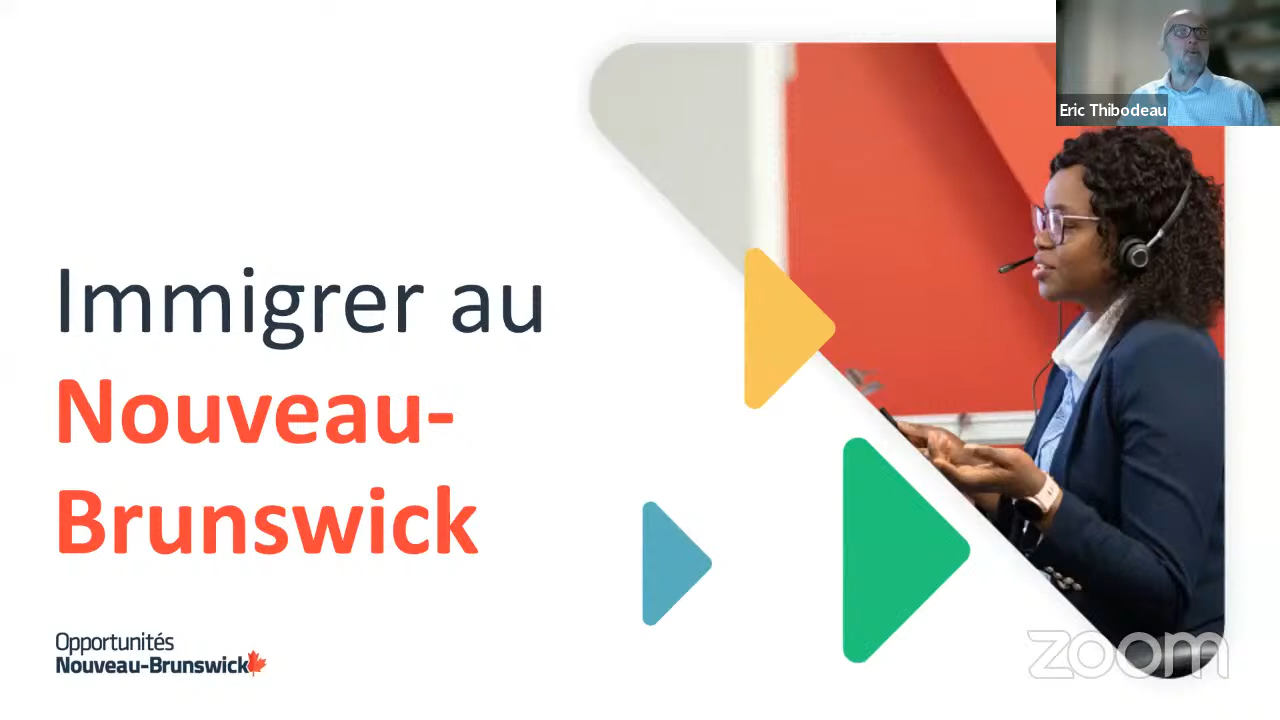 Eric Thibodeau
Immigrer au
Nouveau-
Brunswick
Opportunités
Nouveau-Brunswick
zoom